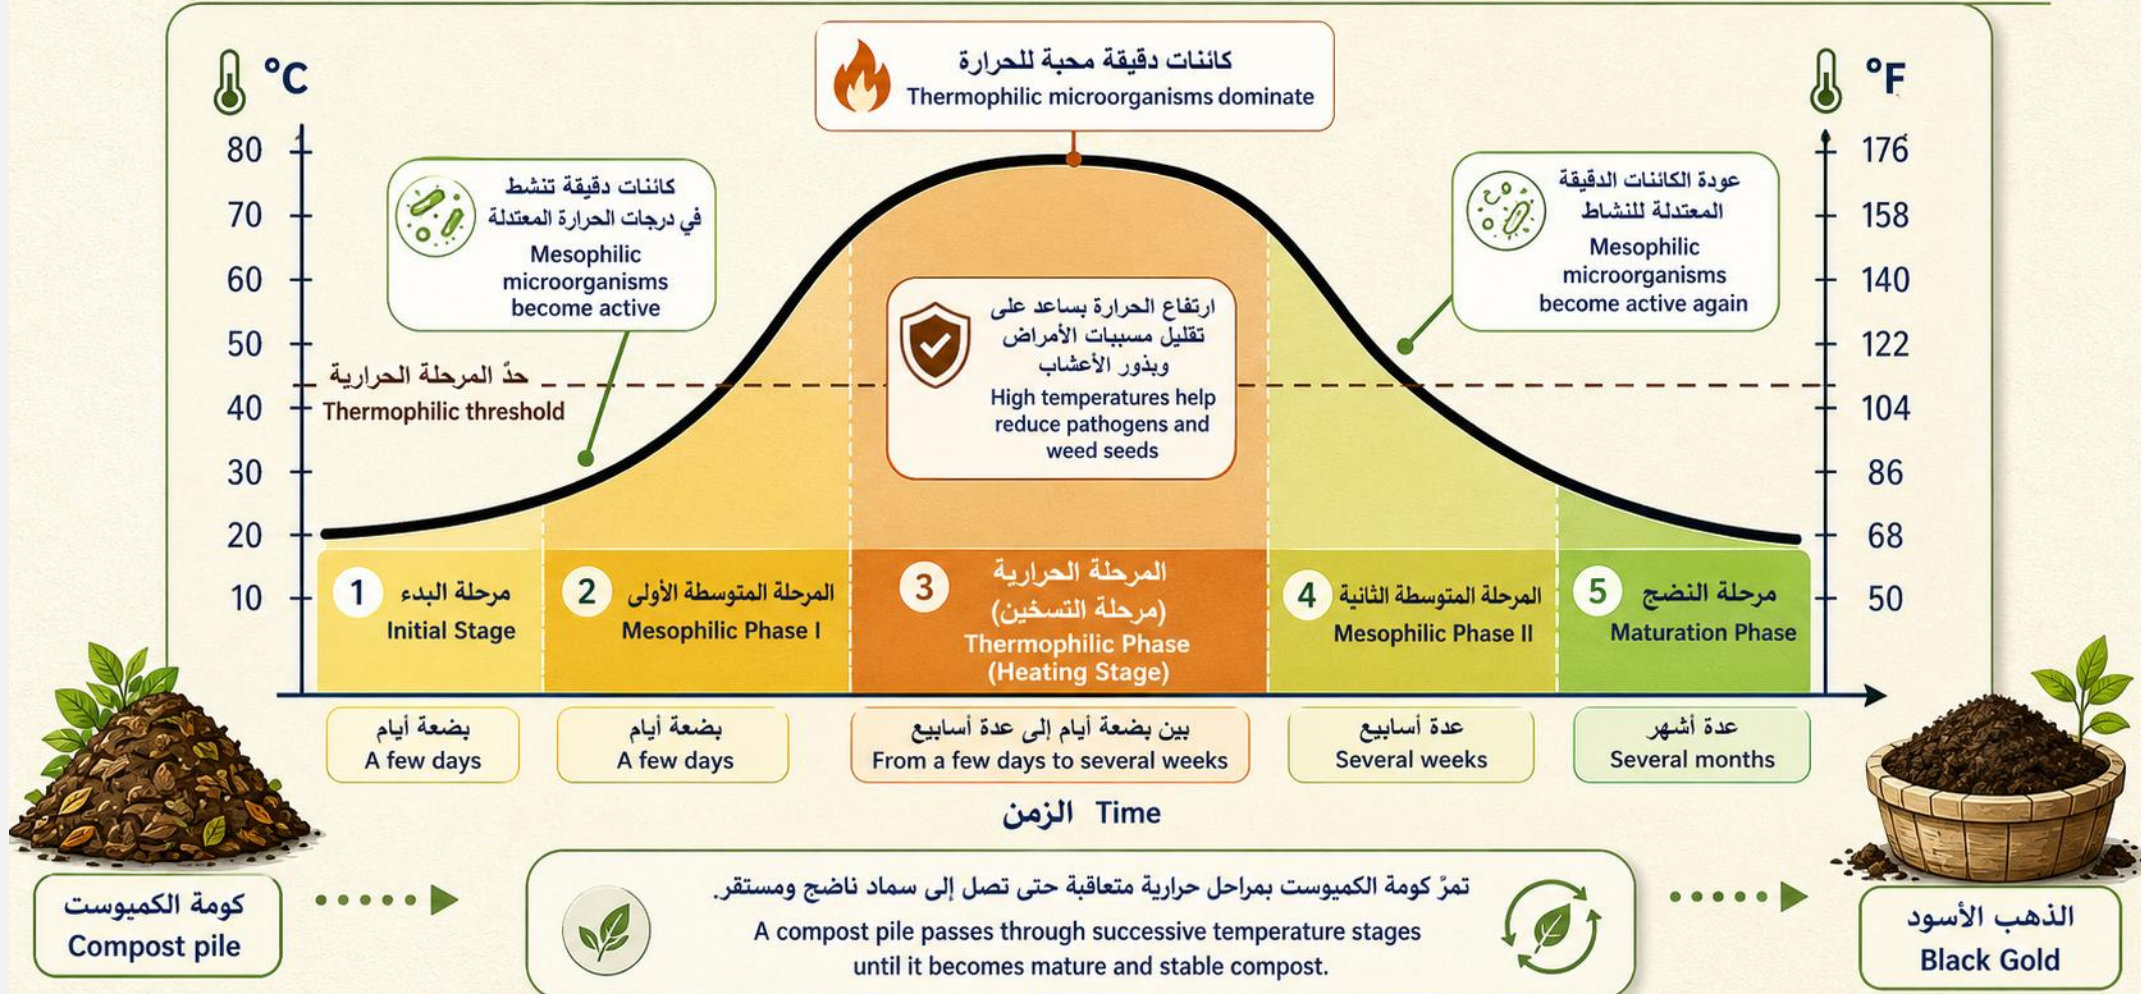 °C
°F
كائنات دقيقة محبة للحرارة
Thermophilic microorganisms dominate
80
70
60
50
40
30
20
10
176
158
140
122
104
86
68
50
كائنات دقيقة تنشط
في درجات الحرارة المعتدلة
Mesophilic
microorganisms
become active
عودة الكائنات الدقيقة
المعتدلة للنشاط
Mesophilic
microorganisms
become active again
ارتفاع الحرارة يساعد على
تقليل مسببات الأمراض
وبذور الأعشاب
High temperatures help
reduce pathogens and
weed seeds
حدّ المرحلة الحرارية
Thermophilic threshold
1
مرحلة البدء
Initial Stage
2
المرحلة المتوسطة الأولى
Mesophilic Phase I
3
المرحلة الحرارية
(مرحلة التسخين)
Thermophilic Phase
(Heating Stage)
4
المرحلة المتوسطة الثانية
Mesophilic Phase II
5
مرحلة النضج
Maturation Phase
بضعة أيام
A few days
بضعة أيام
A few days
بين بضعة أيام إلى عدة أسابيع
From a few days to several weeks
عدة أسابيع
Several weeks
عدة أشهر
Several months
الزمن Time
كومة الكمبوست
Compost pile
تمرّ كومة الكمبوست بمراحل حرارية متعاقبة حتى تصل إلى سماد ناضج ومستقر.
A compost pile passes through successive temperature stages
until it becomes mature and stable compost.
الذهب الأسود
Black Gold